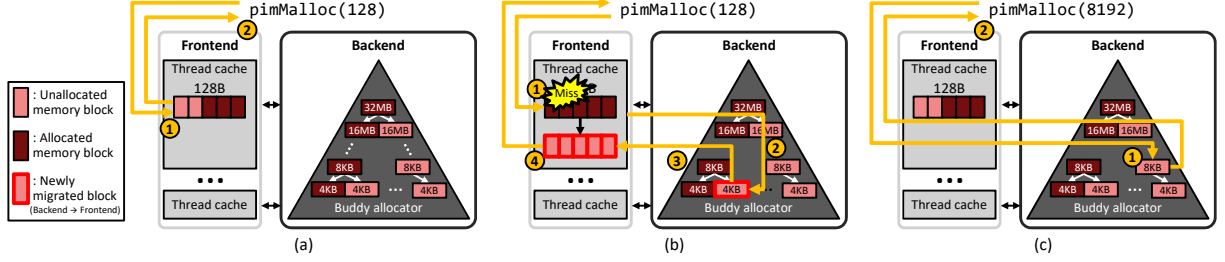 : Unallocated
memory block
: Allocated
memory block
: Newly
migrated block
(Backend → Frontend)
pimMalloc(128)
2
Frontend
Backend
Thread cache
128B
1
32MB
16MB 16MB
8KB 8KB
4KB 4KB ... 4KB
Buddy allocator
...
Thread cache
(a)
pimMalloc(128)
Frontend
Backend
Thread cache
1
Miss
B
32MB
16MB 16MB
2
4
3
8KB 8KB
4KB 4KB ... 4KB
Buddy allocator
...
Thread cache
(b)
pimMalloc(8192)
2
Frontend
Backend
Thread cache
128B
32MB
16MB 16MB
1
8KB 8KB
4KB 4KB ... 4KB
Buddy allocator
...
Thread cache
(c)